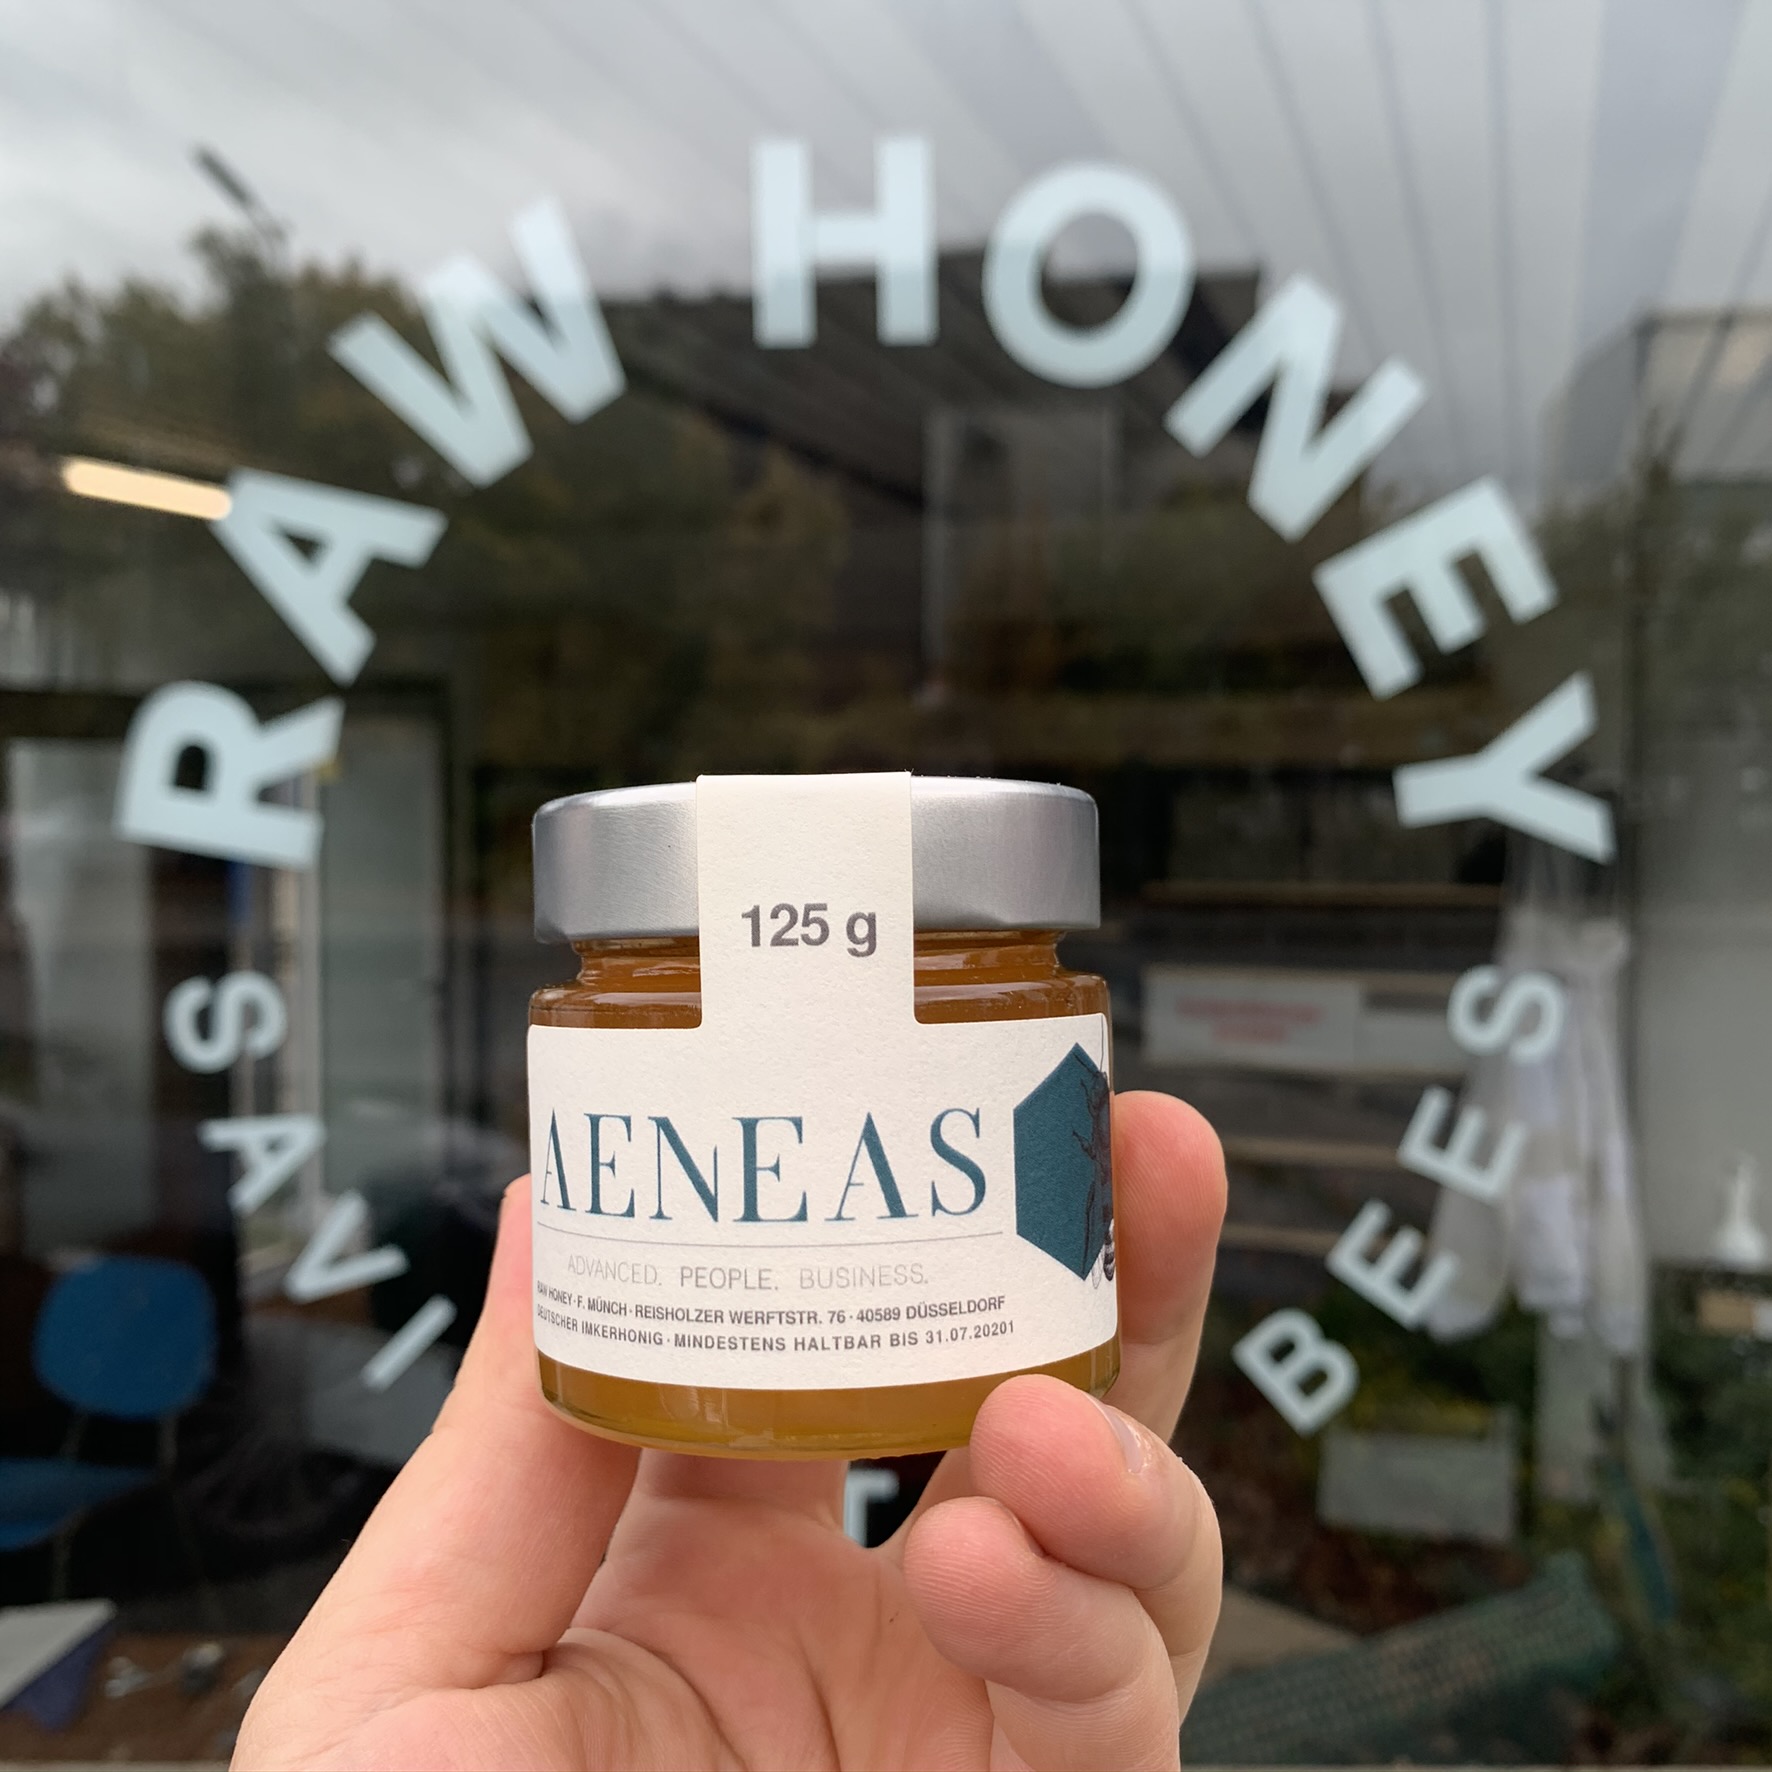 RAW HONEY
125 g
AENEAS
ADVANCED. PEOPLE. BUSINESS.
RAW HONEY · F. MÜNCH · REISHOLZER WERFTSTR. 76 · 40589 DÜSSELDORF
DEUTSCHER IMKERHONIG · MINDESTENS HALTBAR BIS 31.07.20201
SAVI
BEES